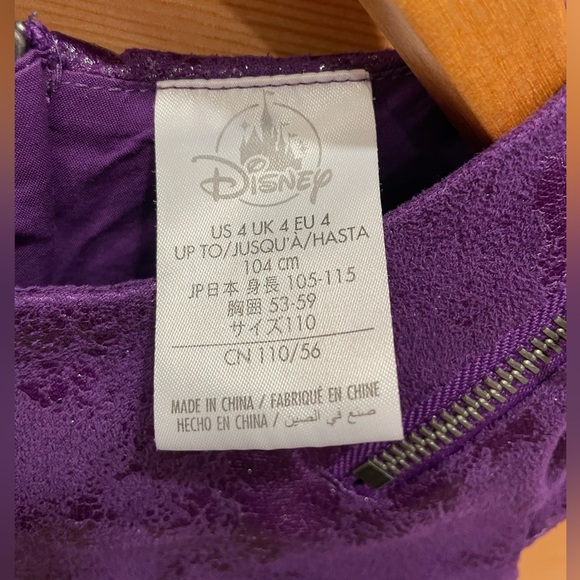 Disney
US 4 UK 4 EU 4
UP TO/JUSQU'À/HASTA
104 cm
JP日本 身長 105-115
胸囲 53-59
サイズ110
CN 110/56
MADE IN CHINA / FABRIQUÉ EN CHINE
HECHO EN CHINA / صنع في الصين